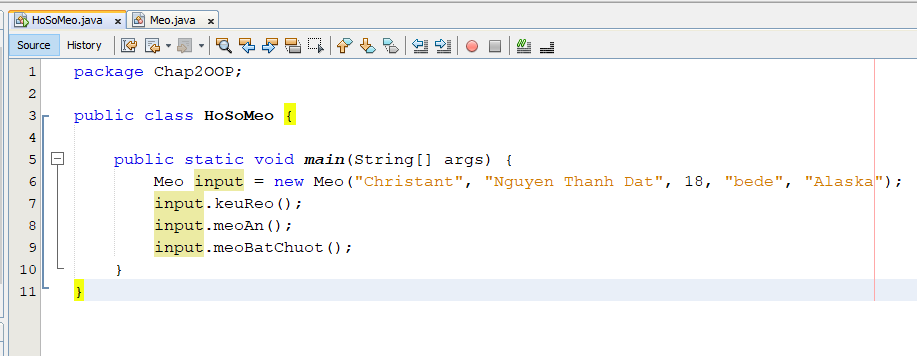 HoSoMeo.java x Meo.java x
Source History
1 package Chap2OOP;
2
3 public class HoSoMeo {
4
5 public static void main(String[] args) {
6 Meo input = new Meo("Christant", "Nguyen Thanh Dat", 18, "bede", "Alaska");
7 input.keuReo();
8 input.meoAn();
9 input.meoBatChuot();
10 }
11 }